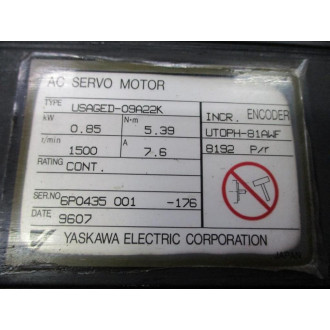 AC SERVO MOTOR
TYPE USAGED-09A22K
kW 0.85 N·m 5.39
r/min 1500 A 7.6
RATING CONT.
SER.NO 6P0435 001 -176
DATE 9607
INCR. ENCODER
UTOPH-81AWF
8192 P/r
YASKAWA ELECTRIC CORPORATION
JAPAN